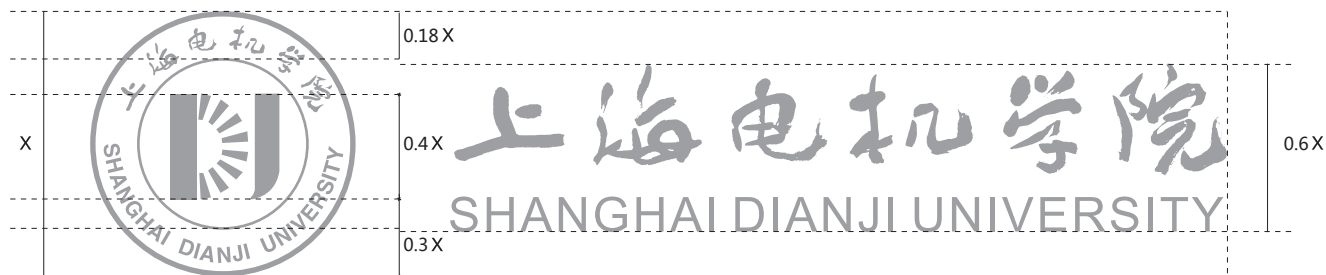 X
上海电机学院
SHANGHAI DIANJI UNIVERSITY
0.18 X
0.4 X
0.3 X
上海电机学院
SHANGHAI DIANJI UNIVERSITY
0.6 X